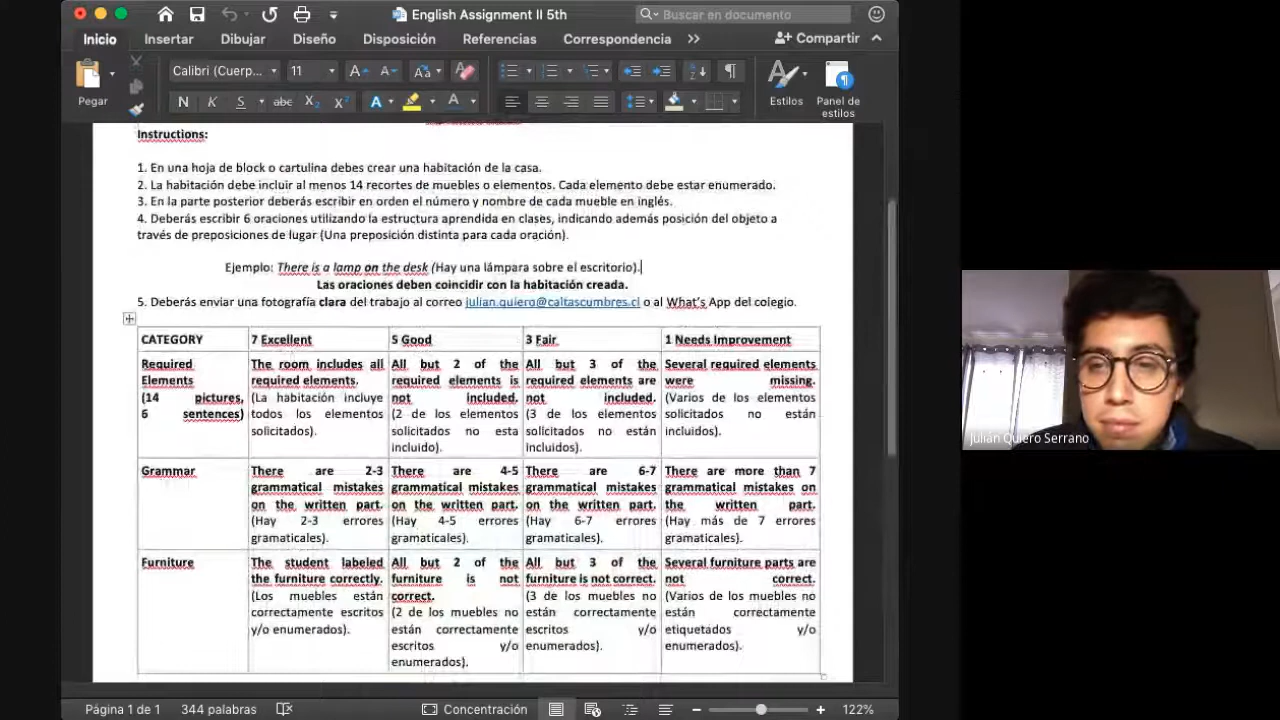 English Assignment II 5th
Buscar en documento
Inicio Insertar Dibujar Diseño Disposición Referencias Correspondencia Compartir
Calibri (Cuerp... 11
Pegar
N K S abc X₂ X² A A
Estilos
Panel de estilos
Instructions:
1. En una hoja de block o cartulina debes crear una habitación de la casa.
2. La habitación debe incluir al menos 14 recortes de muebles o elementos. Cada elemento debe estar enumerado.
3. En la parte posterior deberás escribir en orden el número y nombre de cada mueble en inglés.
4. Deberás escribir 6 oraciones utilizando la estructura aprendida en clases, indicando además posición del objeto a
través de preposiciones de lugar (Una preposición distinta para cada oración).
Ejemplo: There is a lamp on the desk (Hay una lámpara sobre el escritorio).
Las oraciones deben coincidir con la habitación creada.
5. Deberás enviar una fotografía clara del trabajo al correo julian.quiero@caltascumbres.cl o al What's App del colegio.
CATEGORY 7 Excellent 5 Good 3 Fair 1 Needs Improvement
Required
Elements
(14 pictures,
6 sentences)
The room includes all
required elements.
(La habitación incluye
todos los elementos
solicitados).
All but 2 of the
required elements is
not included.
(2 de los elementos
solicitados no esta
incluido).
All but 3 of the
required elements are
not included.
(3 de los elementos
solicitados no están
incluidos).
Several required elements
were missing.
(Varios de los elementos
solicitados no están
incluidos).
Grammar
There are 2-3
grammatical mistakes
on the written part.
(Hay 2-3 errores
gramaticales).
There are 4-5
grammatical mistakes
on the written part.
(Hay 4-5 errores
gramaticales).
There are 6-7
grammatical mistakes
on the written part.
(Hay 6-7 errores
gramaticales).
There are more than 7
grammatical mistakes on
the written part.
(Hay más de 7 errores
gramaticales).
Furniture
The student labeled
the furniture correctly.
(Los muebles están
correctamente escritos
y/o enumerados).
All but 2 of the
furniture is not
correct.
(2 de los muebles no
están correctamente
escritos y/o
enumerados).
All but 3 of the
furniture is not correct.
(3 de los muebles no
están correctamente
escritos y/o
enumerados).
Several furniture parts are
not correct.
(Varios de los muebles no
están correctamente
etiquetados y/o
enumerados).
Julián Quiero Serrano
Página 1 de 1 344 palabras Concentración 122%